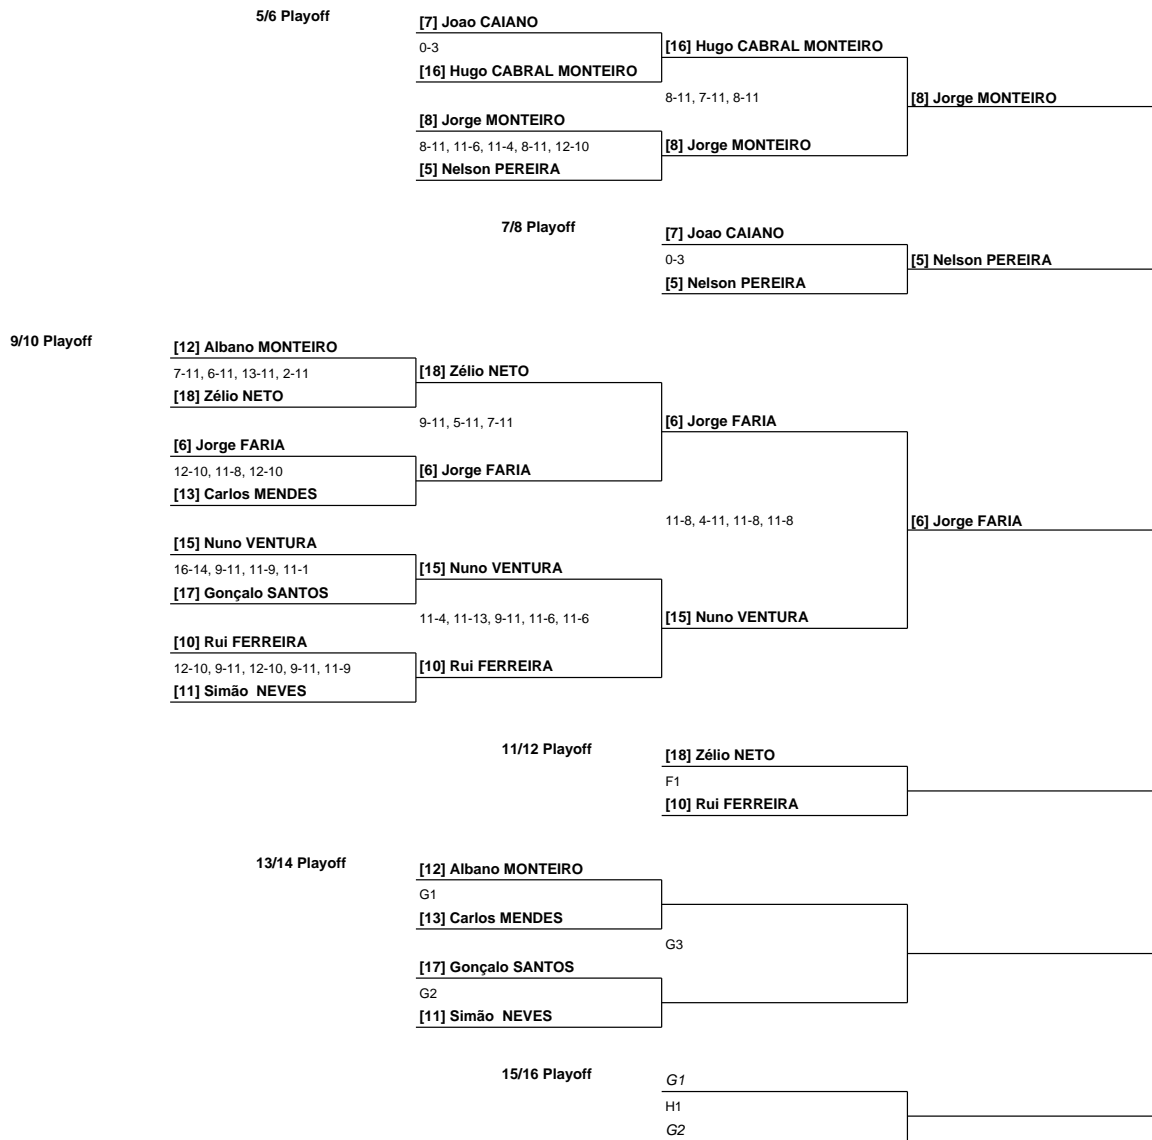 5/6 Playoff
[7] Joao CAIANO
0-3
[16] Hugo CABRAL MONTEIRO
[16] Hugo CABRAL MONTEIRO
8-11, 7-11, 8-11
[8] Jorge MONTEIRO
[8] Jorge MONTEIRO
8-11, 11-6, 11-4, 8-11, 12-10
[8] Jorge MONTEIRO
[5] Nelson PEREIRA
7/8 Playoff
[7] Joao CAIANO
0-3
[5] Nelson PEREIRA
[5] Nelson PEREIRA
9/10 Playoff
[12] Albano MONTEIRO
7-11, 6-11, 13-11, 2-11
[18] Zélio NETO
[18] Zélio NETO
9-11, 5-11, 7-11
[6] Jorge FARIA
[6] Jorge FARIA
12-10, 11-8, 12-10
[6] Jorge FARIA
[13] Carlos MENDES
11-8, 4-11, 11-8, 11-8
[6] Jorge FARIA
[15] Nuno VENTURA
16-14, 9-11, 11-9, 11-1
[15] Nuno VENTURA
[17] Gonçalo SANTOS
11-4, 11-13, 9-11, 11-6, 11-6
[15] Nuno VENTURA
[10] Rui FERREIRA
12-10, 9-11, 12-10, 9-11, 11-9
[10] Rui FERREIRA
[11] Simão  NEVES
11/12 Playoff
[18] Zélio NETO
F1
[10] Rui FERREIRA
13/14 Playoff
[12] Albano MONTEIRO
G1
[13] Carlos MENDES
G3
[17] Gonçalo SANTOS
G2
[11] Simão  NEVES
15/16 Playoff
G1
H1
G2